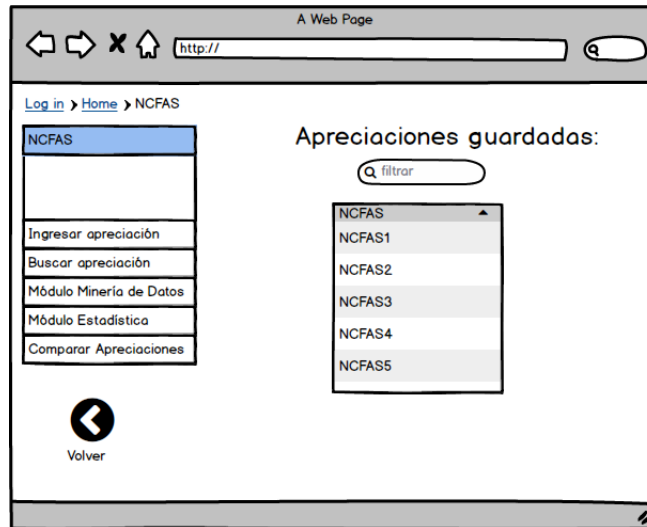 A Web Page
http://
Log in > Home > NCFAS
NCFAS
Ingresar apreciación
Buscar apreciación
Módulo Minería de Datos
Módulo Estadística
Comparar Apreciaciones
Volver
Apreciaciones guardadas:
filtrar
NCFAS
NCFAS1
NCFAS2
NCFAS3
NCFAS4
NCFAS5